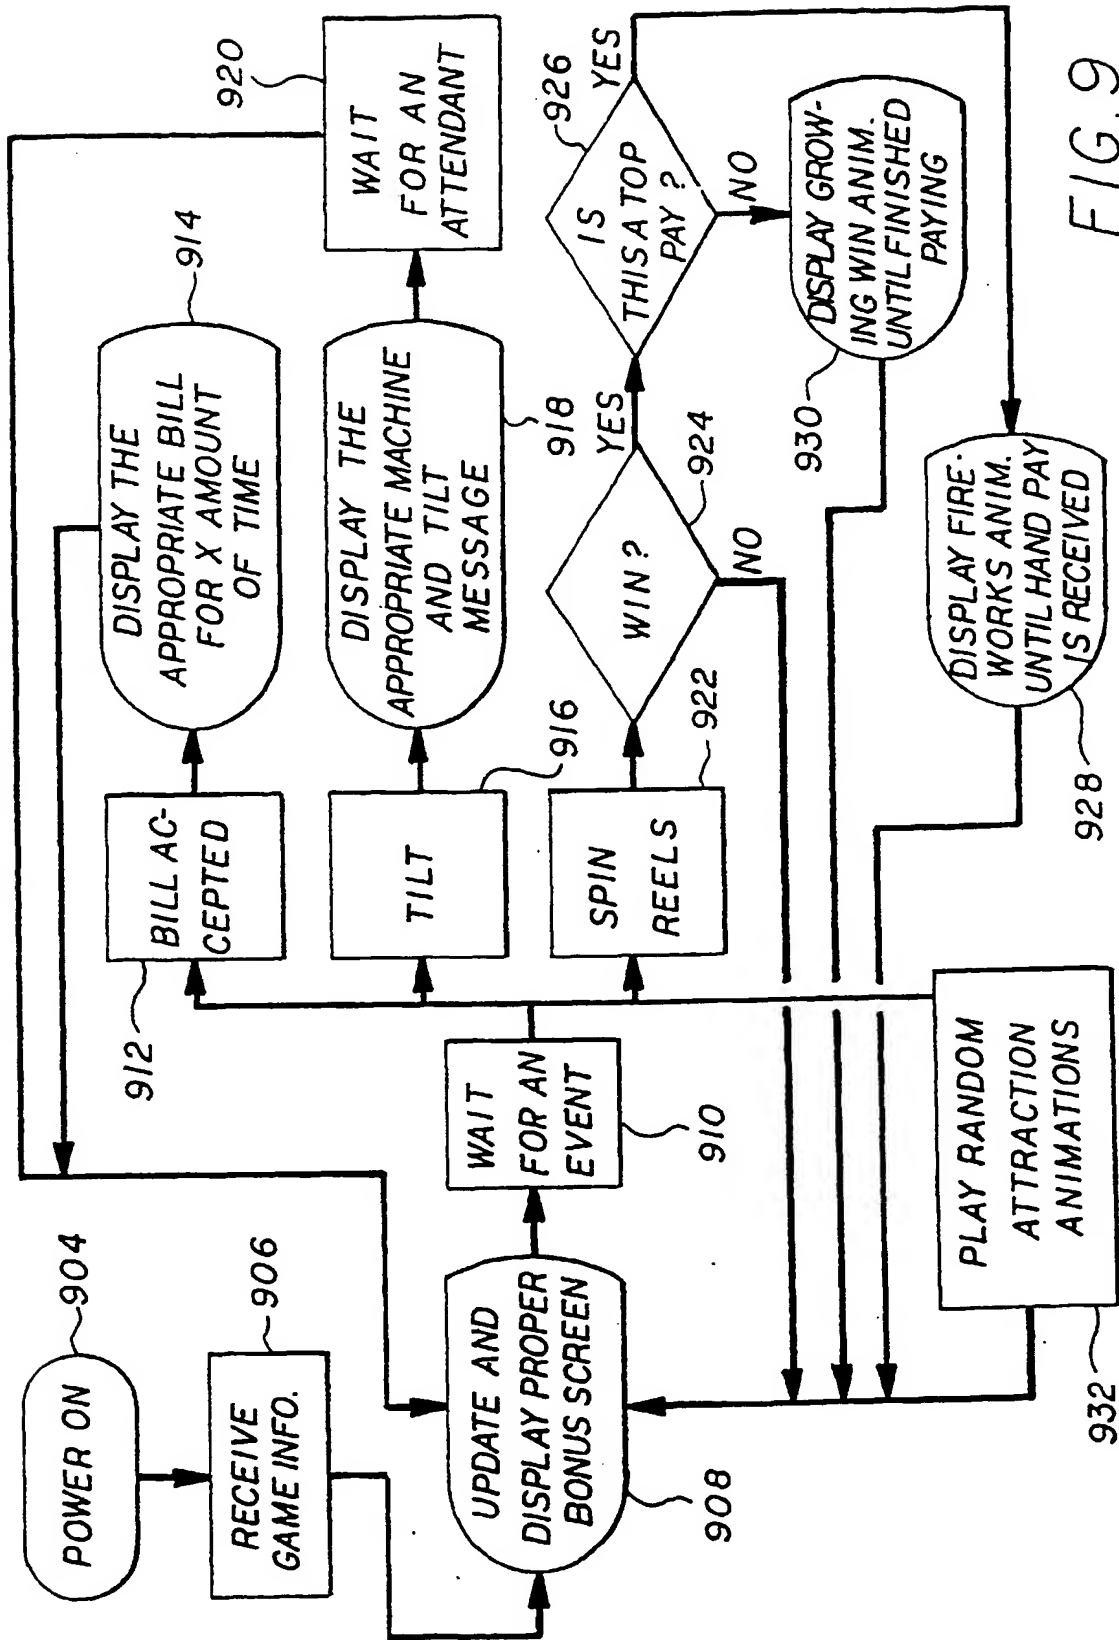 904
POWER ON
906
RECEIVE
GAME INFO.
UPDATE AND
DISPLAY PROPER
BONUS SCREEN
908
WAIT
FOR AN
EVENT
910
912
BILL AC-
CEPTED
DISPLAY THE
APPROPRIATE BILL
FOR X AMOUNT
OF TIME
914
TILT
916
DISPLAY THE
APPROPRIATE MACHINE
AND TILT
MESSAGE
918
WAIT
FOR AN
ATTENDANT
920
SPIN
REELS
922
WIN?
924
YES
NO
IS
THIS A TOP
PAY?
926
YES
NO
DISPLAY GROW-
ING WIN ANIM.
UNTIL FINISHED
PAYING
930
DISPLAY FIRE-
WORKS ANIM.
UNTIL HAND PAY
IS RECEIVED
928
PLAY RANDOM
ATTRACTION
ANIMATIONS
932
FIG. 9